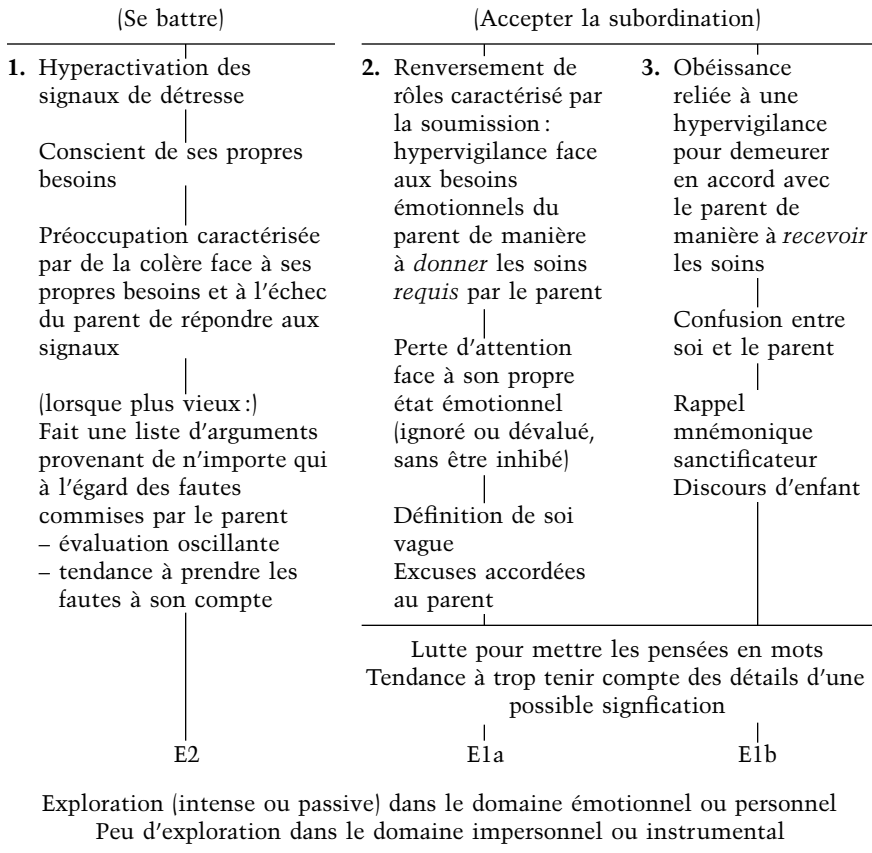 (Se battre)
(Accepter la subordination)
1. Hyperactivation des
signaux de détresse
Conscient de ses propres
besoins
Préoccupation caractérisée
par de la colère face à ses
propres besoins et à l'échec
du parent de répondre aux
signaux
(lorsque plus vieux :)
Fait une liste d'arguments
provenant de n'importe qui
à l'égard des fautes
commises par le parent
– évaluation oscillante
– tendance à prendre les
fautes à son compte
E2
2. Renversement de
rôles caractérisé par
la soumission :
hypervigilance face
aux besoins
émotionnels du
parent de manière
à donner les soins
requis par le parent
Perte d'attention
face à son propre
état émotionnel
(ignoré ou dévalué,
sans être inhibé)
Définition de soi
vague
Excuses accordées
au parent
3. Obéissance
reliée à une
hypervigilance
pour demeurer
en accord avec
le parent de
manière à recevoir
les soins
Confusion entre
soi et le parent
Rappel
mnémonique
sanctificateur
Discours d'enfant
Lutte pour mettre les pensées en mots
Tendance à trop tenir compte des détails d'une
possible signfication
E1a
E1b
Exploration (intense ou passive) dans le domaine émotionnel ou personnel
Peu d'exploration dans le domaine impersonnel ou instrumental